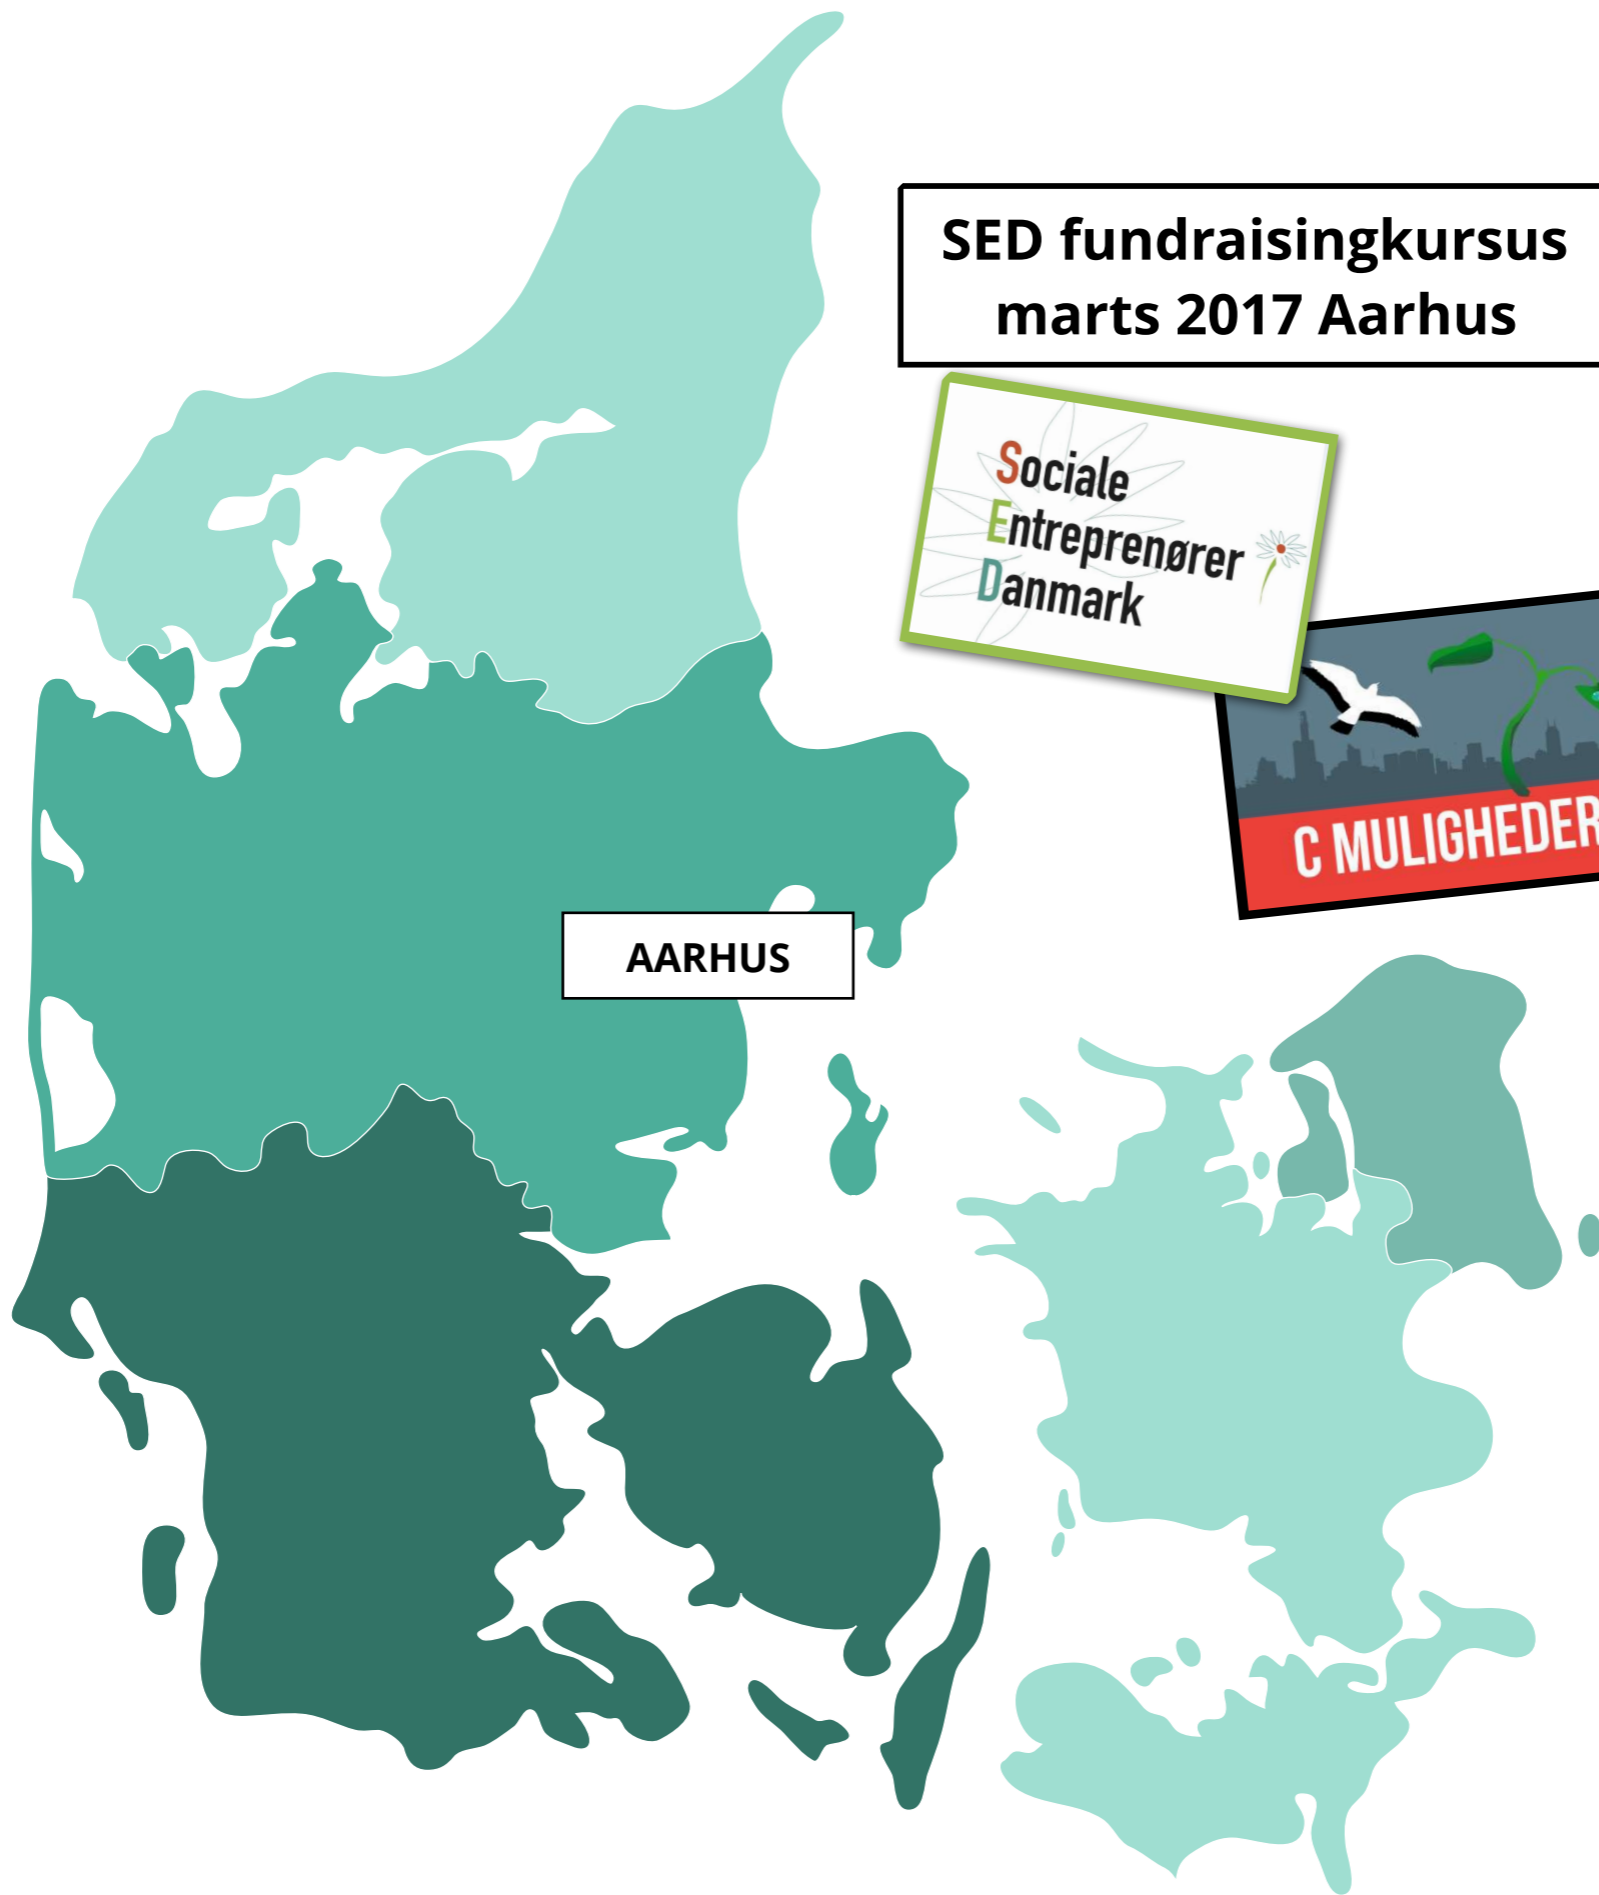 SED fundraisingkursus
marts 2017 Aarhus
Sociale
Entreprenører
Danmark
C MULIGHEDER
AARHUS